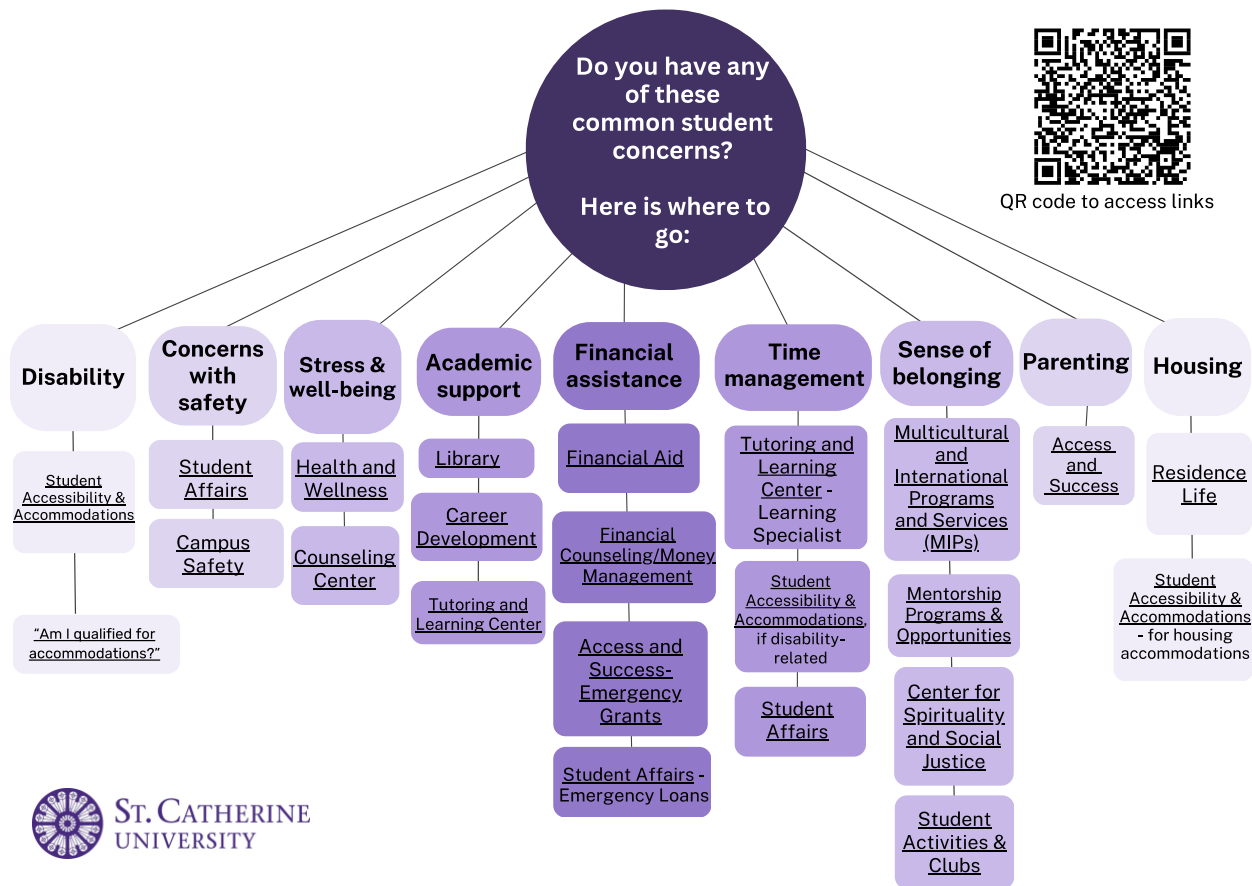 Do you have any
of these
common student
concerns?
Here is where to
go:
QR code to access links
Disability
Student
Accessibility &
Accommodations
“Am I qualified for
accommodations?”
Concerns
with
safety
Student
Affairs
Campus
Safety
Stress &
well-being
Health and
Wellness
Counseling
Center
Academic
support
Library
Career
Development
Tutoring and
Learning Center
Financial
assistance
Financial Aid
Financial
Counseling/Money
Management
Access and
Success-
Emergency
Grants
Student Affairs -
Emergency Loans
Time
management
Tutoring and
Learning
Center -
Learning
Specialist
Student
Accessibility &
Accommodations,
if disability-
related
Student
Affairs
Sense of
belonging
Multicultural
and
International
Programs
and Services
(MIPs)
Mentorship
Programs &
Opportunities
Center for
Spirituality
and Social
Justice
Student
Activities &
Clubs
Parenting
Access
and
Success
Housing
Residence
Life
Student
Accessibility &
Accommodations
- for housing
accommodations
ST. CATHERINE
UNIVERSITY